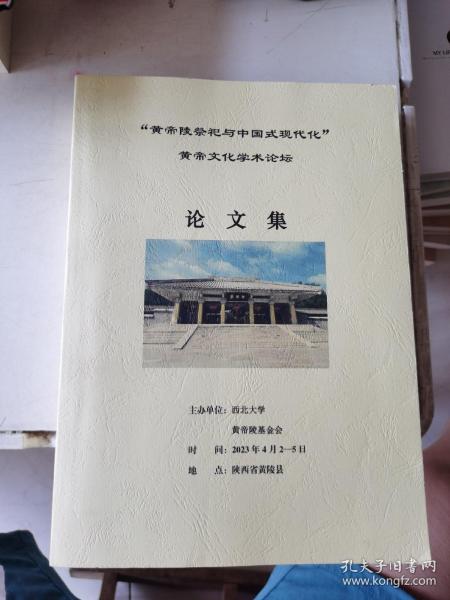 “黄帝陵祭祀与中国式现代化”
黄帝文化学术论坛
论文集
主办单位：西北大学
黄帝陵基金会
时 间：2023年4月2—5日
地 点：陕西省黄陵县
孔夫子旧书网
www.kongfz.com